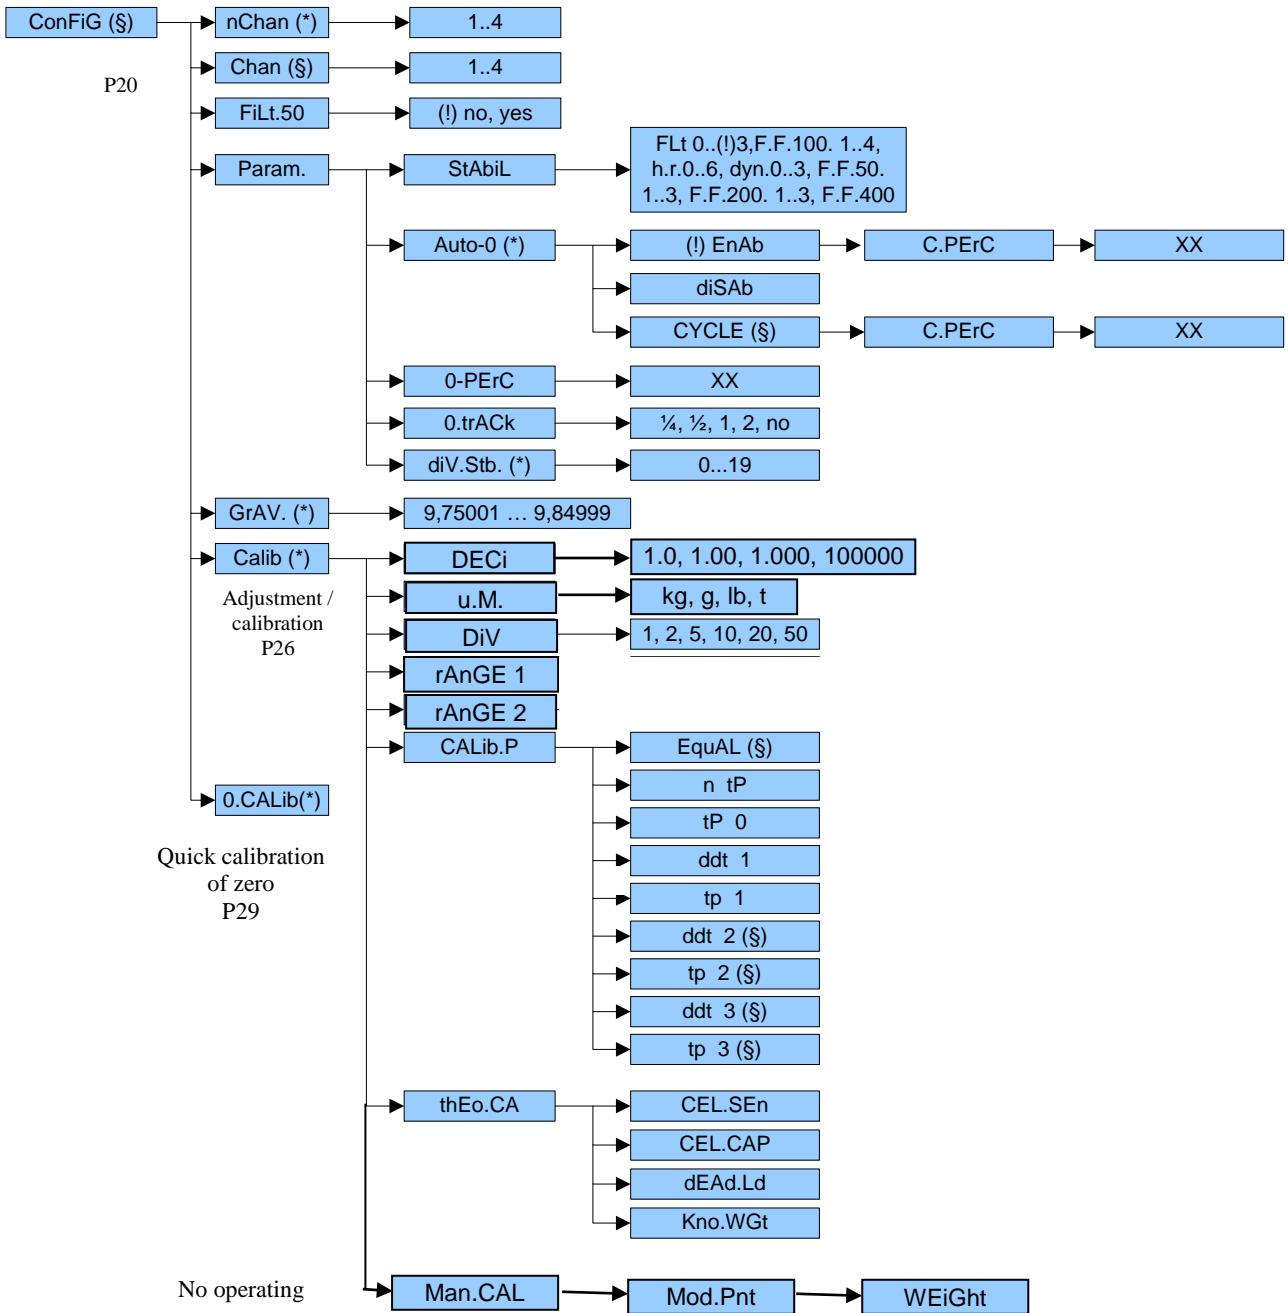 ConFiG (§)
nChan (*)
1..4
P20
Chan (§)
1..4
FiLt.50
(!) no, yes
Param.
StAbiL
FLt 0..(!)3,F.F.100. 1..4,
h.r.0..6, dyn.0..3, F.F.50.
1..3, F.F.200. 1..3, F.F.400
Auto-0 (*)
(!) EnAb
C.PErC
XX
diSAb
CYCLE (§)
C.PErC
XX
0-PErC
XX
0.trACk
¼, ½, 1, 2, no
diV.Stb. (*)
0...19
GrAV. (*)
9,75001 … 9,84999
Calib (*)
Adjustment /
calibration
P26
DECi
1.0, 1.00, 1.000, 100000
u.M.
kg, g, lb, t
DiV
1, 2, 5, 10, 20, 50
rAnGE 1
rAnGE 2
CALib.P
EquAL (§)
n tP
tP 0
ddt 1
tp 1
ddt 2 (§)
tp 2 (§)
ddt 3 (§)
tp 3 (§)
0.CALib(*)
Quick calibration
of zero
P29
thEo.CA
CEL.SEn
CEL.CAP
dEAd.Ld
Kno.WGt
No operating
Man.CAL
Mod.Pnt
WEiGht